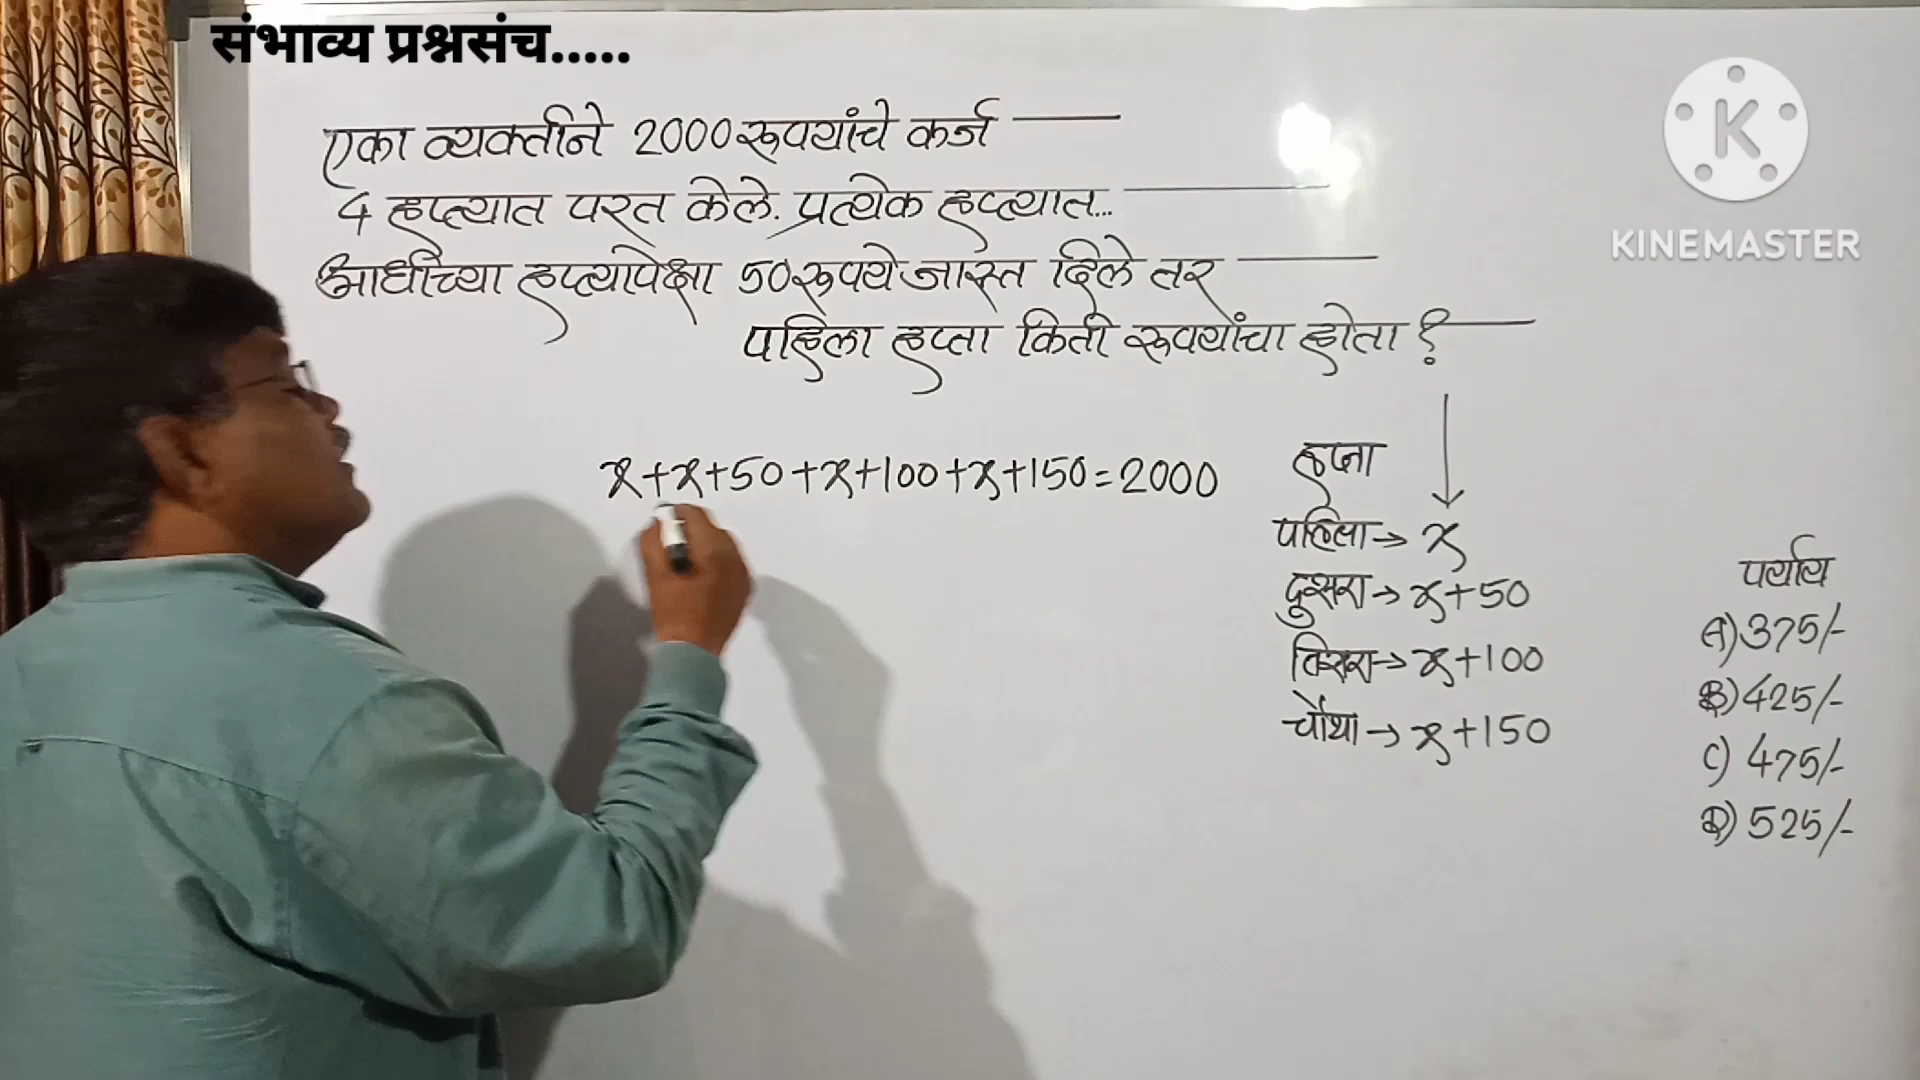 संभाव्य प्रश्नसंच.....
एका व्यक्तीने 2000 रूपयांचे कर्ज
4 हप्त्यात परत केले. प्रत्येक हप्त्यात...
आधीच्या हप्त्यापेक्षा 50 रूपये जास्त दिले तर
पहिला हप्ता किती रूपयांचा होता?
x+x+50+x+100+x+150=2000
हप्ता
पहिला→ x
दुसरा→ x+50
तिसरा→ x+100
चौथा→ x+150
पर्याय
A) 375/-
B) 425/-
C) 475/-
D) 525/-
K
KINEMASTER